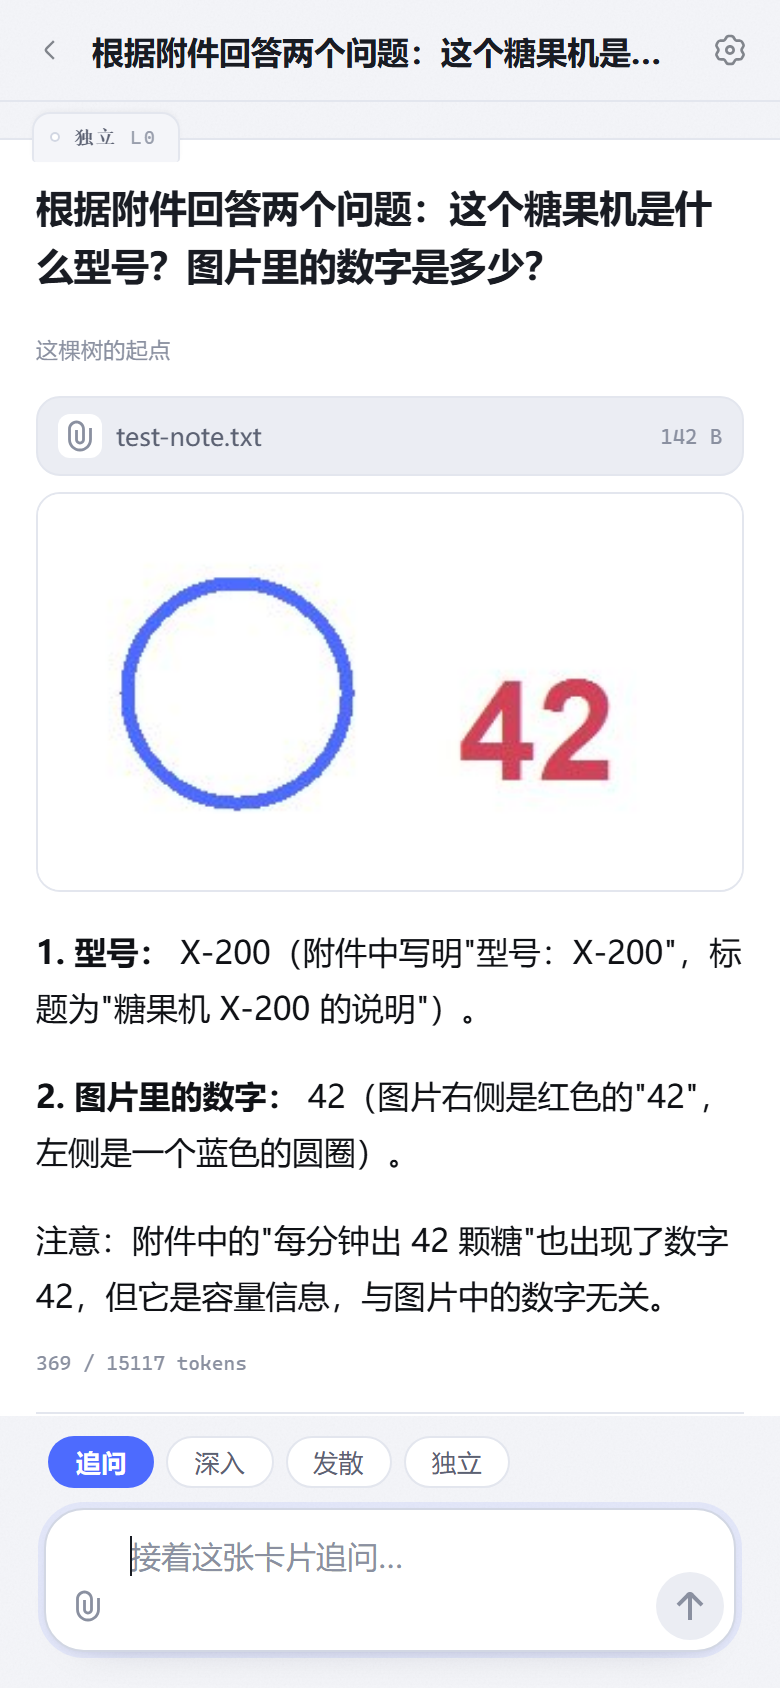 根据附件回答两个问题：这个糖果机是...
独立 L0
根据附件回答两个问题：这个糖果机是什
么型号？图片里的数字是多少？
这棵树的起点
test-note.txt 142 B
42
1. 型号： X-200（附件中写明"型号：X-200"，标
题为"糖果机 X-200 的说明"）。
2. 图片里的数字： 42（图片右侧是红色的"42"，
左侧是一个蓝色的圆圈）。
注意：附件中的"每分钟出 42 颗糖"也出现了数字
42，但它是容量信息，与图片中的数字无关。
369 / 15117 tokens
追问 深入 发散 独立
接着这张卡片追问...